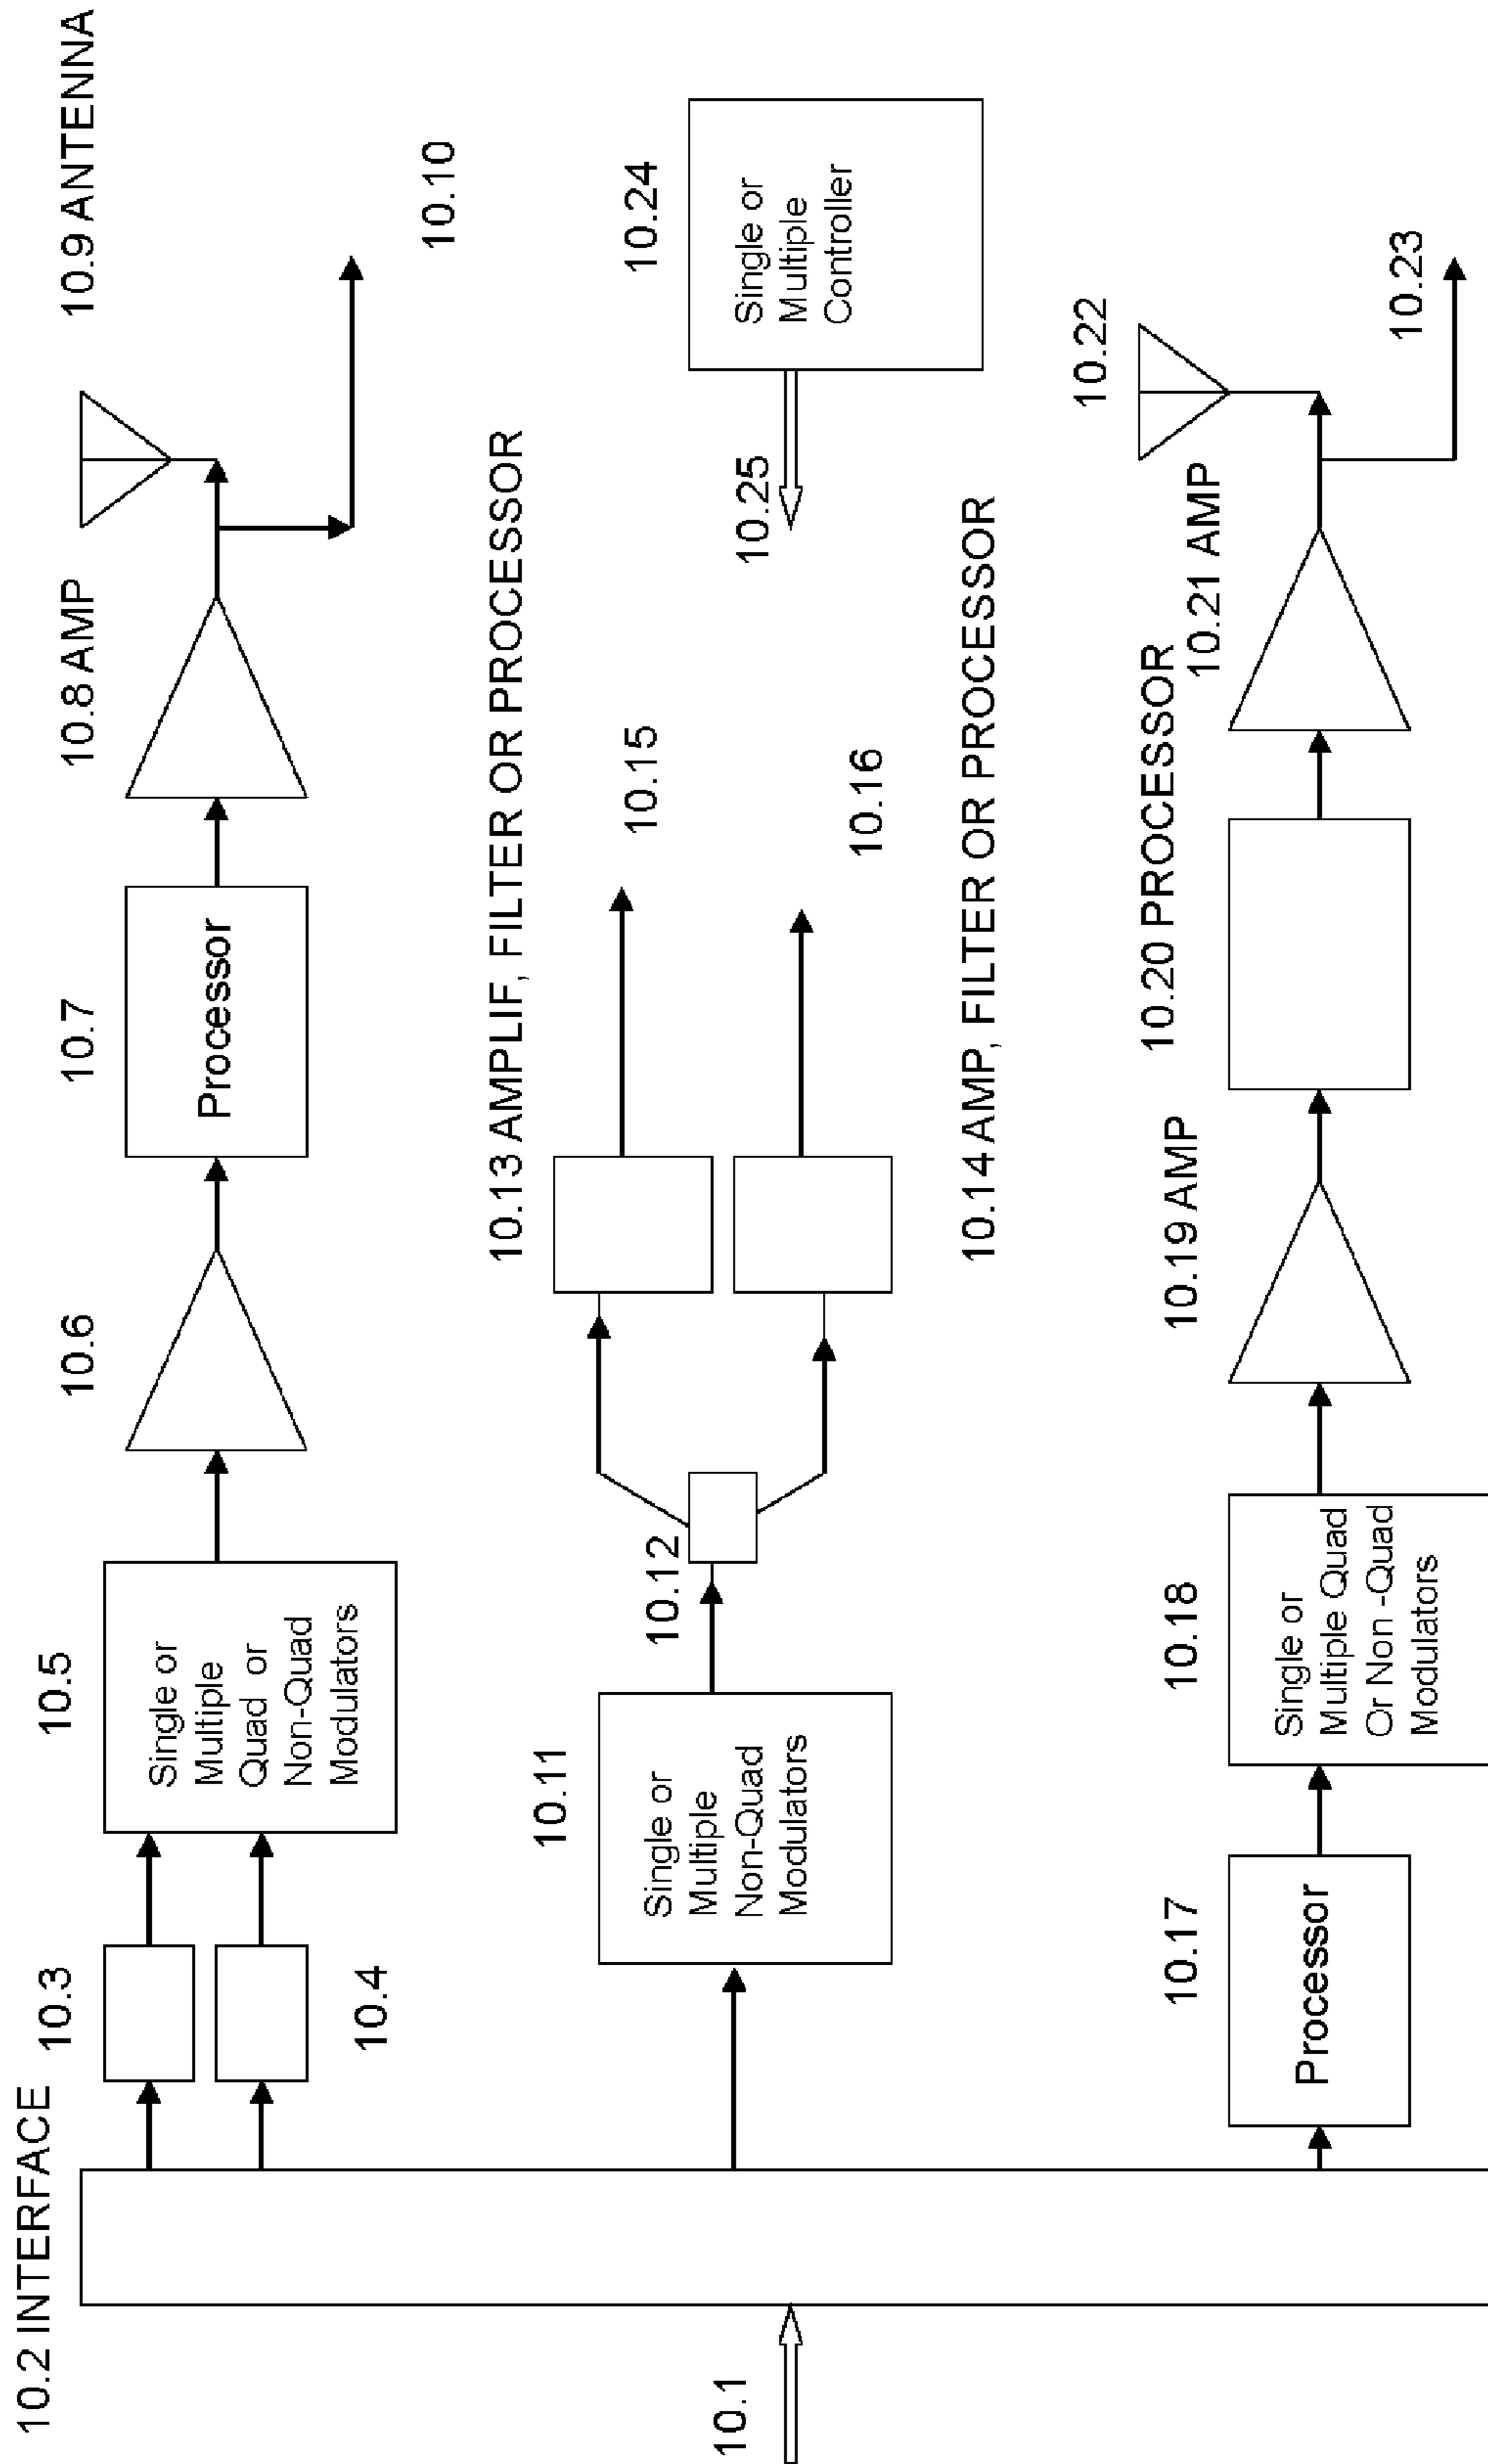 10.2 INTERFACE
10.1
10.3
10.4
10.5
Single or
Multiple
Quad or
Non-Quad
Modulators
10.6
10.7
Processor
10.8 AMP
10.9 ANTENNA
10.10
10.11
Single or
Multiple
Non-Quad
Modulators
10.12
10.13 AMPLIF, FILTER OR PROCESSOR
10.15
10.16
10.14 AMP, FILTER OR PROCESSOR
10.24
Single or
Multiple
Controller
10.25
10.17
Processor
10.18
Single or
Multiple Quad
Or Non -Quad
Modulators
10.19 AMP
10.20 PROCESSOR
10.21 AMP
10.22
10.23